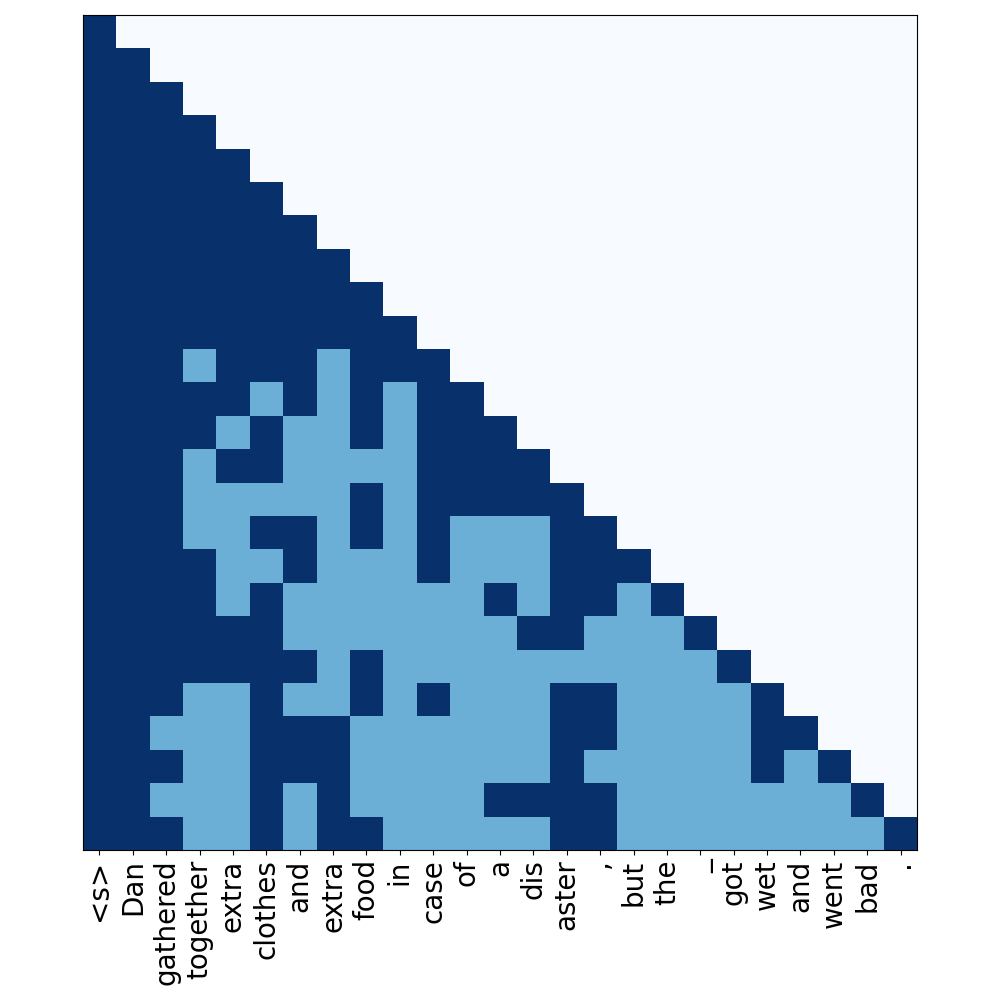 <s>
Dan
gathered
together
extra
clothes
and
extra
food
in
case
of
a
dis
aster
,
but
the
_
got
wet
and
went
bad
.